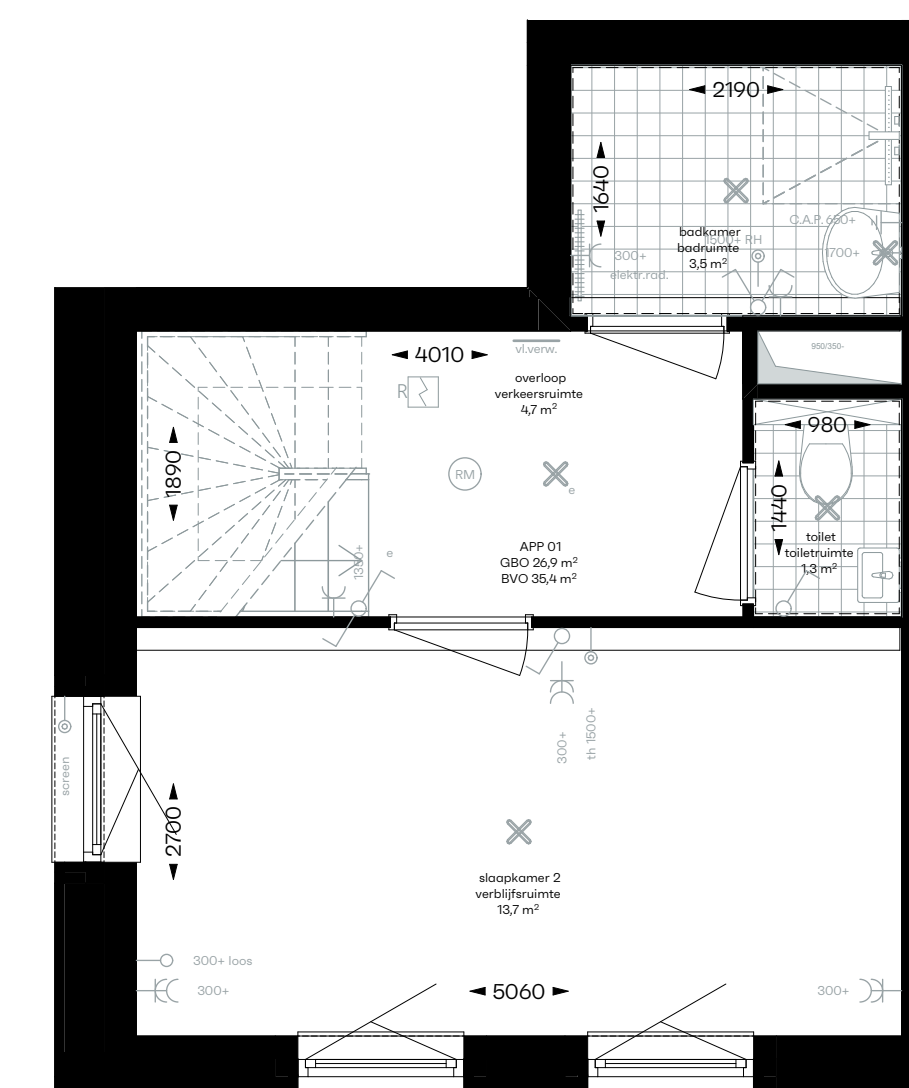 2190
1640
C.A.P. 650+
badkamer
badruimte
3,5 m²
1500+ RH
300+
elektr.rad.
1700+
4010
vl.verw.
950/350-
R
overloop
verkeersruimte
4,7 m²
980
1890
RM
e
1440
1350+
e
APP 01
GBO 26,9 m²
BVO 35,4 m²
toilet
toiletruimte
1,3 m²
300+
th 1500+
screen
2700
slaapkamer 2
verblijfsruimte
13,7 m²
300+ loos
300+
5060
300+